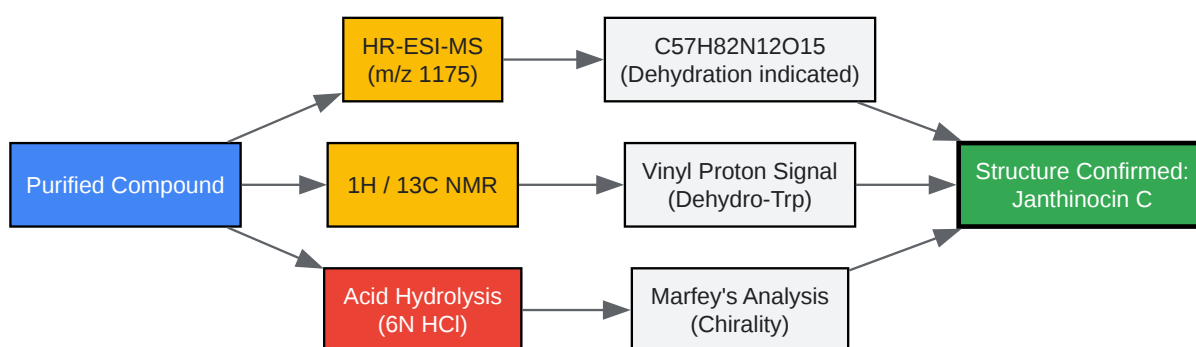 HR-ESI-MS
(m/z 1175)
C57H82N12O15
(Dehydration indicated)
Purified Compound
1H / 13C NMR
Vinyl Proton Signal
(Dehydro-Trp)
Structure Confirmed:
Janthinocin C
Acid Hydrolysis
(6N HCl)
Marfey's Analysis
(Chirality)